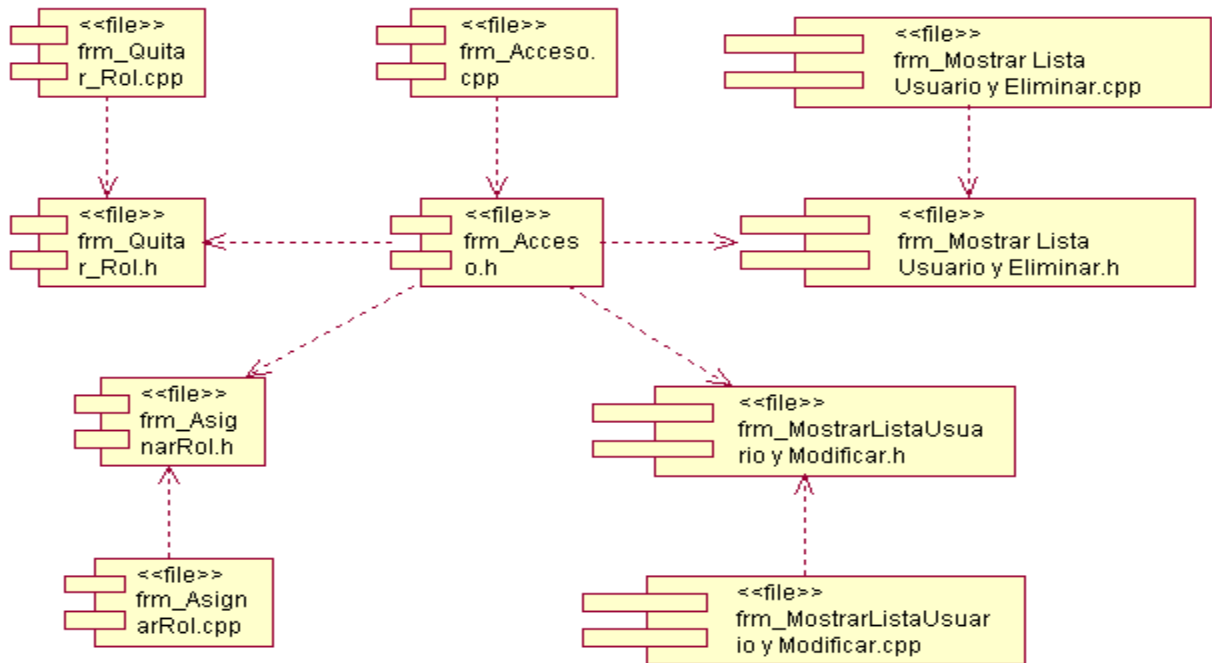 <<file>>
frm_Quita
r_Rol.cpp
<<file>>
frm_Acceso.
cpp
<<file>>
frm_Mostrar Lista
Usuario y Eliminar.cpp
<<file>>
frm_Quita
r_Rol.h
<<file>>
frm_Acces
o.h
<<file>>
frm_Mostrar Lista
Usuario y Eliminar.h
<<file>>
frm_Asig
narRol.h
<<file>>
frm_MostrarListaUsua
rio y Modificar.h
<<file>>
frm_Asign
arRol.cpp
<<file>>
frm_MostrarListaUsuar
io y Modificar.cpp